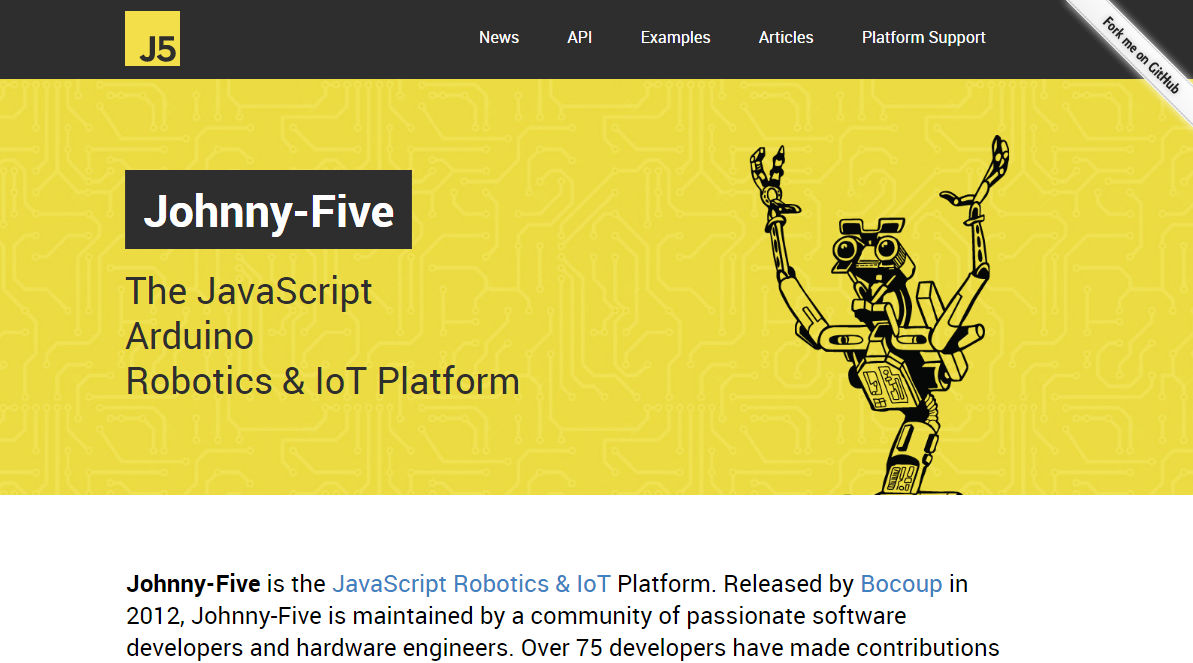 J5
News
API
Examples
Articles
Platform Support
Fork me on GitHub
Johnny-Five
The JavaScript
Arduino
Robotics & IoT Platform
Johnny-Five is the JavaScript Robotics & IoT Platform. Released by Bocoup in
2012, Johnny-Five is maintained by a community of passionate software
developers and hardware engineers. Over 75 developers have made contributions